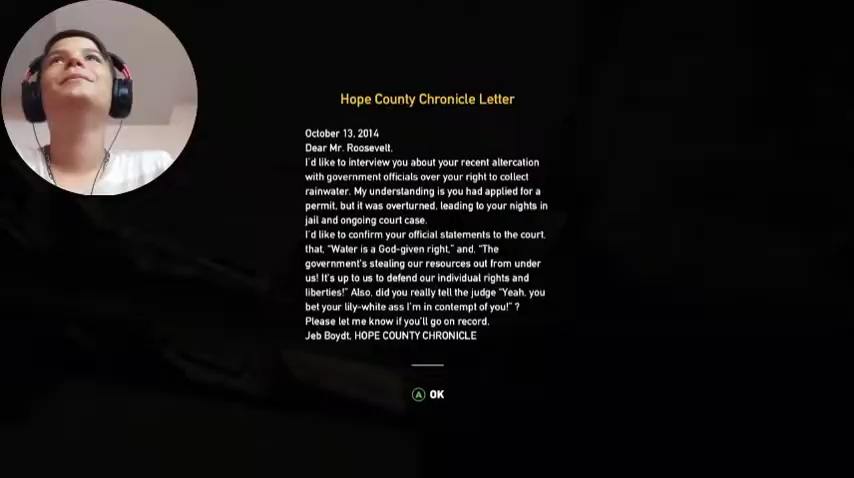 Hope County Chronicle Letter
October 13, 2014
Dear Mr. Roosevelt,
I'd like to interview you about your recent altercation
with government officials over your right to collect
rainwater. My understanding is you had applied for a
permit, but it was overturned, leading to your nights in
jail and ongoing court case.
I'd like to confirm your official statements to the court,
that, "Water is a God-given right," and, "The
government's stealing our resources out from under
us! It's up to us to defend our individual rights and
liberties!" Also, did you really tell the judge "Yeah, you
bet your lily-white ass I'm in contempt of you!" ?
Please let me know if you'll go on record,
Jeb Boydt, HOPE COUNTY CHRONICLE
A OK